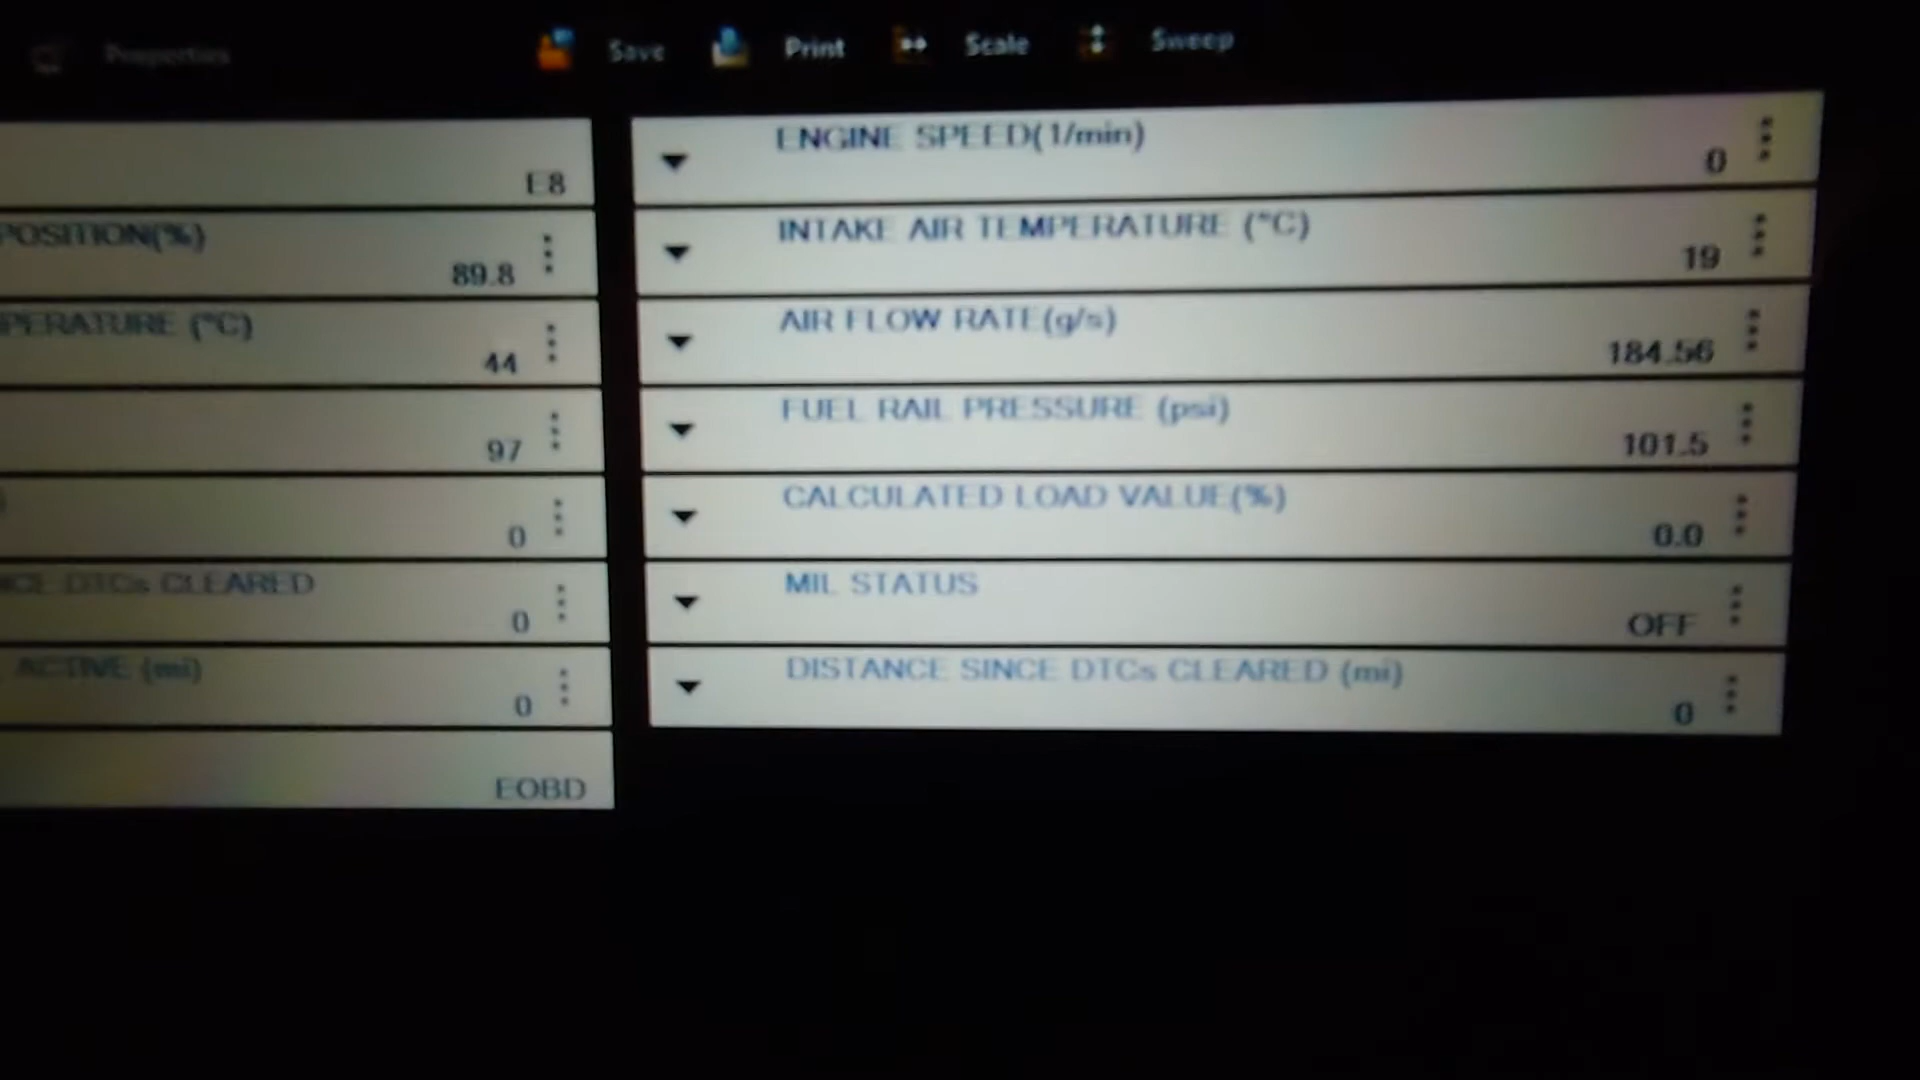 Properties Save Print Scale Sweep
E8
POSITION(%)
89.8
PERATURE (°C)
44
97
0
NCE DTCs CLEARED
0
ACTIVE (mi)
0
EOBD
ENGINE SPEED(1/min)
0
INTAKE AIR TEMPERATURE (°C)
19
AIR FLOW RATE(g/s)
184.56
FUEL RAIL PRESSURE (psi)
101.5
CALCULATED LOAD VALUE(%)
0.0
MIL STATUS
OFF
DISTANCE SINCE DTCs CLEARED (mi)
0